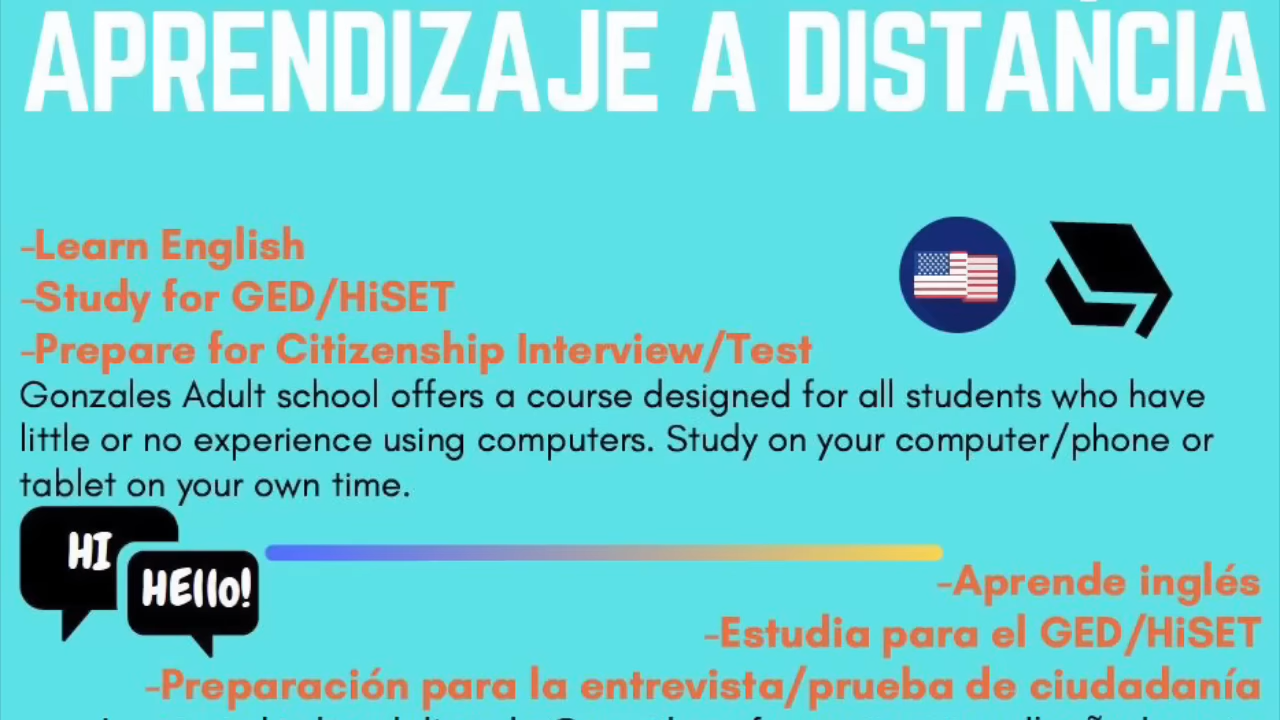 APRENDIZAJE A DISTANCIA
-Learn English
-Study for GED/HiSET
-Prepare for Citizenship Interview/Test
Gonzales Adult school offers a course designed for all students who have
little or no experience using computers. Study on your computer/phone or
tablet on your own time.
HI
HEllo!
-Aprende inglés
-Estudia para el GED/HiSET
-Preparación para la entrevista/prueba de ciudadanía